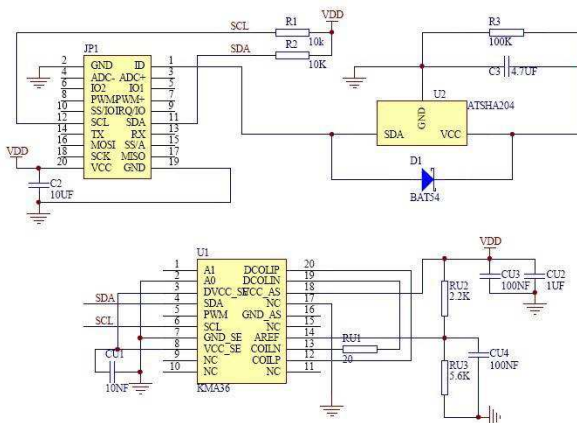 SCL
R1
VDD
10k
SDA
R2
10K
JP1
2 GND ID 1
4 ADC- ADC+ 3
6 IO2 IO1 5
8 PWM PWM+ 7
10 SS/IO IRQ/IO 9
12 SCL SDA 11
14 TX RX 13
16 MOSI SS/A 15
18 SCK MISO 17
20 VCC GND 19
VDD
C2
10UF
R3
100K
C3
4.7UF
U2
ATSHA204
GND
SDA VCC
D1
BAT54
U1
1 A1 DCOLIP 20
2 A0 DCOLIN 19
3 DVCC_SE VCC_AS 18
4 SDA NC 17
5 PWM GND_AS 16
6 SCL NC 15
7 GND_SE AREF 14
8 VCC_SE COILN 13
9 NC COILP 12
10 NC NC 11
KMA36
SDA
SCL
CU1
10NF
RU1
20
VDD
RU2
2.2K
CU3
100NF
CU2
1UF
RU3
5.6K
CU4
100NF